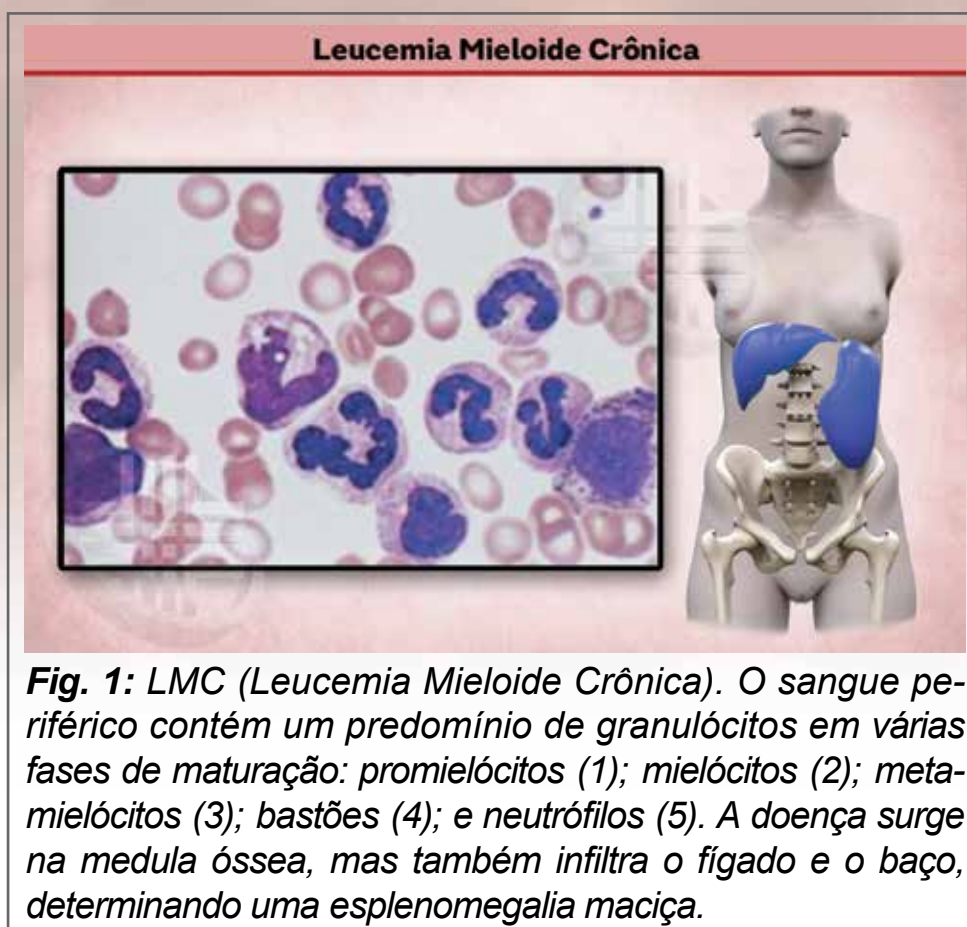 Leucemia Mieloide Crônica
Fig. 1: LMC (Leucemia Mieloide Crônica). O sangue pe-
riférico contém um predomínio de granulócitos em várias
fases de maturação: promielócitos (1); mielócitos (2); meta-
mielócitos (3); bastões (4); e neutrófilos (5). A doença surge
na medula óssea, mas também infiltra o fígado e o baço,
determinando uma esplenomegalia maciça.